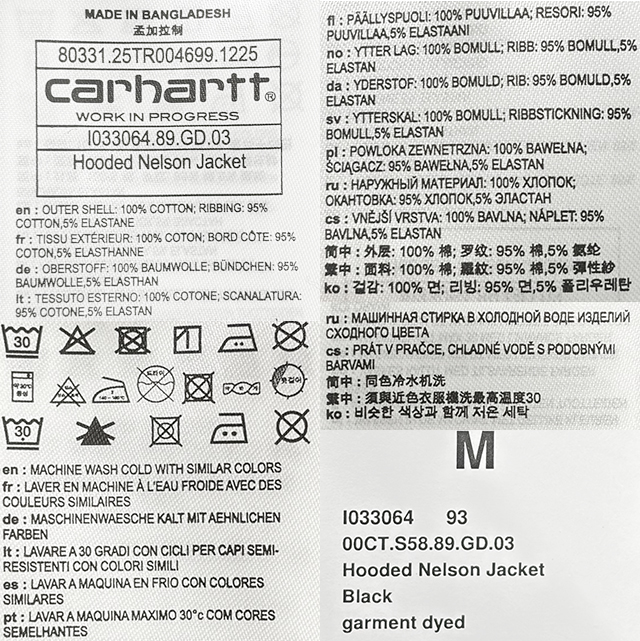 MADE IN BANGLADESH
孟加拉制
80331.25TR004699.1225
carhartt®
WORK IN PROGRESS
I033064.89.GD.03
Hooded Nelson Jacket
en : OUTER SHELL: 100% COTTON; RIBBING: 95%
COTTON,5% ELASTANE
fr : TISSU EXTÉRIEUR: 100% COTON; BORD CÔTE: 95%
COTON,5% ELASTHANNE
de : OBERSTOFF: 100% BAUMWOLLE; BÜNDCHEN: 95%
BAUMWOLLE,5% ELASTHAN
it : TESSUTO ESTERNO: 100% COTONE; SCANALATURA:
95% COTONE,5% ELASTAN
30
30
en : MACHINE WASH COLD WITH SIMILAR COLORS
fr : LAVER EN MACHINE À L'EAU FROIDE AVEC DES
COULEURS SIMILAIRES
de : MASCHINENWAESCHE KALT MIT AEHNLICHEN
FARBEN
it : LAVARE A 30 GRADI CON CICLI PER CAPI SEMI-
RESISTENTI CON COLORI SIMILI
es : LAVAR A MAQUINA EN FRIO CON COLORES
SIMILARES
pt : LAVAR A MAQUINA MAXIMO 30°c COM CORES
SEMELHANTES
fi : PÄÄLLYSPUOLI: 100% PUUVILLAA; RESORI: 95%
PUUVILLAA,5% ELASTAANI
no : YTTER LAG: 100% BOMULL; RIBB: 95% BOMULL,5%
ELASTAN
da : YDERSTOF: 100% BOMULD; RIB: 95% BOMULD,5%
ELASTAN
sv : YTTERSKAL: 100% BOMULL; RIBBSTICKNING: 95%
BOMULL,5% ELASTAN
pl : POWŁOKA ZEWNETRZNA: 100% BAWEŁNA;
ŚCIĄGACZ: 95% BAWEŁNA,5% ELASTAN
ru : НАРУЖНЫЙ МАТЕРИАЛ: 100% ХЛОПОК;
ОКАНТОВКА: 95% ХЛОПОК,5% ЭЛАСТАН
cs : VNĚJŠÍ VRSTVA: 100% BAVLNA; NÁPLET: 95%
BAVLNA,5% ELASTAN
简中 : 外层: 100% 棉; 罗纹: 95% 棉,5% 氨纶
繁中 : 面料: 100% 棉; 羅紋: 95% 棉,5% 彈性紗
ko : 겉감: 100% 면; 리빙: 95% 면,5% 폴리우레탄
ru : МАШИННАЯ СТИРКА В ХОЛОДНОЙ ВОДЕ ИЗДЕЛИЙ
СХОДНОГО ЦВЕТА
cs : PRÁT V PRAČCE, CHLADNÉ VODĚ S PODOBNÝMI
BARVAMI
简中 : 同色冷水机洗
繁中 : 須與近色衣服機洗最高溫度30
ko : 비슷한 색상과 함께 저온 세탁
M
I033064 93
00CT.S58.89.GD.03
Hooded Nelson Jacket
Black
garment dyed